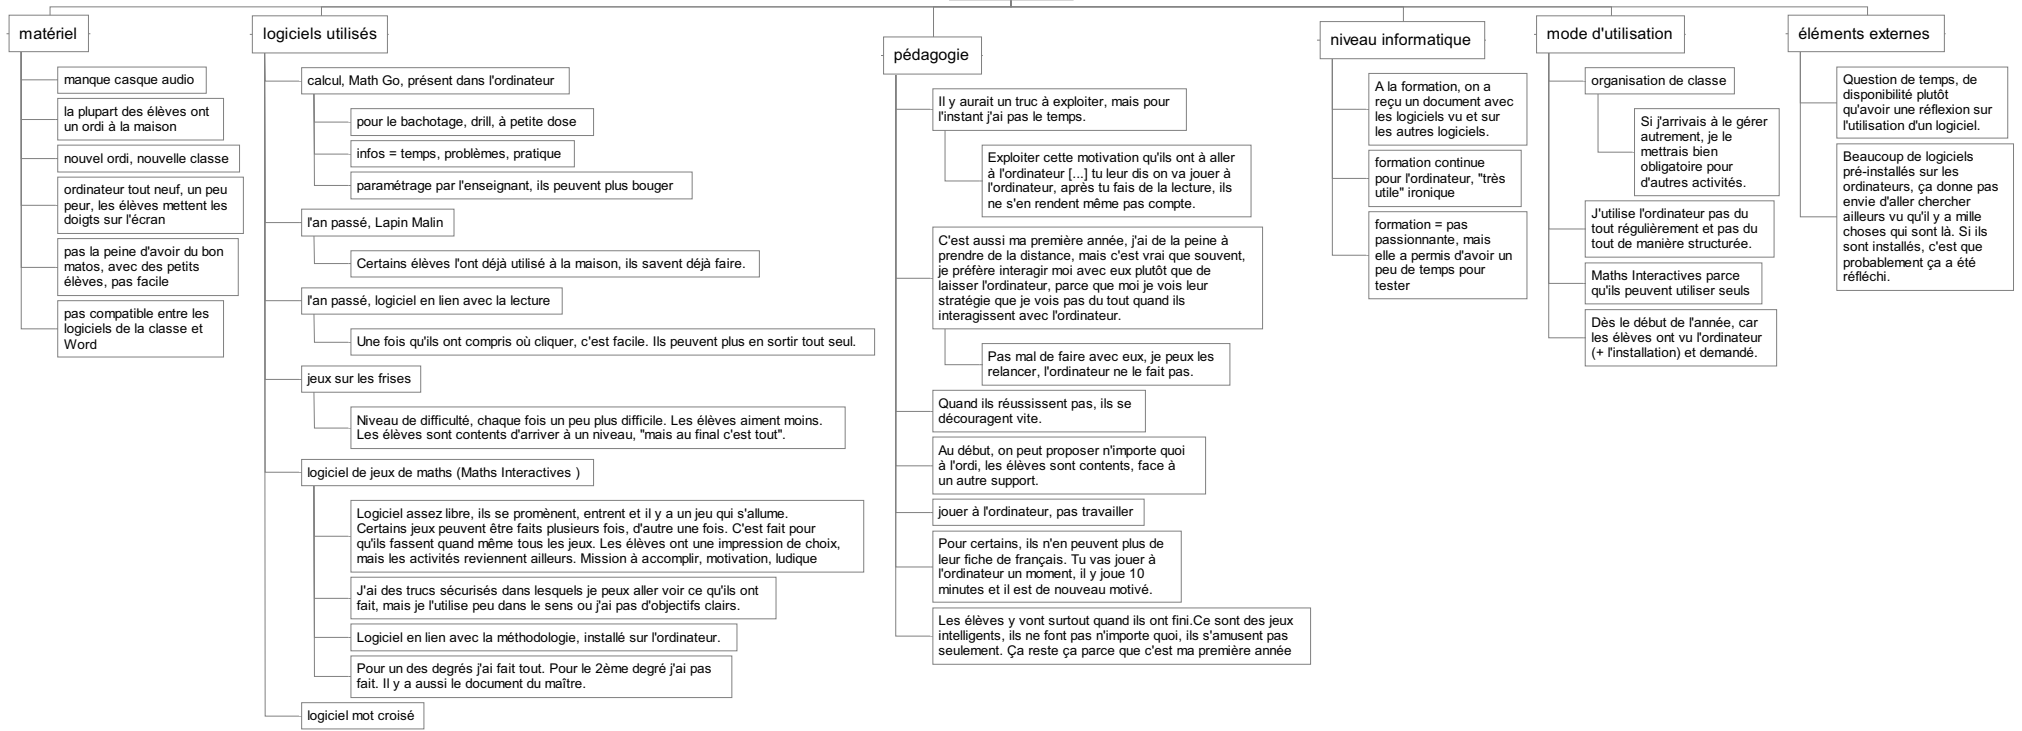 matériel
manque casque audio
la plupart des élèves ont
un ordi à la maison
nouvel ordi, nouvelle classe
ordinateur tout neuf, un peu
peur, les élèves mettent les
doigts sur l'écran
pas la peine d'avoir du bon
matos, avec des petits
élèves, pas facile
pas compatible entre les
logiciels de la classe et
Word
logiciels utilisés
calcul, Math Go, présent dans l'ordinateur
pour le bachotage, drill, à petite dose
infos = temps, problèmes, pratique
paramétrage par l'enseignant, ils peuvent plus bouger
l'an passé, Lapin Malin
Certains élèves l'ont déjà utilisé à la maison, ils savent déjà faire.
l'an passé, logiciel en lien avec la lecture
Une fois qu'ils ont compris où cliquer, c'est facile. Ils peuvent plus en sortir tout seul.
jeux sur les frises
Niveau de difficulté, chaque fois un peu plus difficile. Les élèves aiment moins.
Les élèves sont contents d'arriver à un niveau, "mais au final c'est tout".
logiciel de jeux de maths (Maths Interactives )
Logiciel assez libre, ils se promènent, entrent et il y a un jeu qui s'allume.
Certains jeux peuvent être faits plusieurs fois, d'autre une fois. C'est fait pour
qu'ils fassent quand même tous les jeux. Les élèves ont une impression de choix,
mais les activités reviennent ailleurs. Mission à accomplir, motivation, ludique
J'ai des trucs sécurisés dans lesquels je peux aller voir ce qu'ils ont
fait, mais je l'utilise peu dans le sens ou j'ai pas d'objectifs clairs.
Logiciel en lien avec la méthodologie, installé sur l'ordinateur.
Pour un des degrés j'ai fait tout. Pour le 2ème degré j'ai pas
fait. Il y a aussi le document du maître.
logiciel mot croisé
pédagogie
Il y aurait un truc à exploiter, mais pour
l'instant j'ai pas le temps.
Exploiter cette motivation qu'ils ont à aller
à l'ordinateur [...] tu leur dis on va jouer à
l'ordinateur, après tu fais de la lecture, ils
ne s'en rendent même pas compte.
C'est aussi ma première année, j'ai de la peine à
prendre de la distance, mais c'est vrai que souvent,
je préfère interagir moi avec eux plutôt que de
laisser l'ordinateur, parce que moi je vois leur
stratégie que je vois pas du tout quand ils
interagissent avec l'ordinateur.
Pas mal de faire avec eux, je peux les
relancer, l'ordinateur ne le fait pas.
Quand ils réussissent pas, ils se
découragent vite.
Au début, on peut proposer n'importe quoi
à l'ordi, les élèves sont contents, face à
un autre support.
jouer à l'ordinateur, pas travailler
Pour certains, ils n'en peuvent plus de
leur fiche de français. Tu vas jouer à
l'ordinateur un moment, il y joue 10
minutes et il est de nouveau motivé.
Les élèves y vont surtout quand ils ont fini.Ce sont des jeux
intelligents, ils ne font pas n'importe quoi, ils s'amusent pas
seulement. Ça reste ça parce que c'est ma première année
niveau informatique
A la formation, on a
reçu un document avec
les logiciels vu et sur
les autres logiciels.
formation continue
pour l'ordinateur, "très
utile" ironique
formation = pas
passionnante, mais
elle a permis d'avoir un
peu de temps pour
tester
mode d'utilisation
organisation de classe
Si j'arrivais à le gérer
autrement, je le
mettrais bien
obligatoire pour
d'autres activités.
J'utilise l'ordinateur pas du
tout régulièrement et pas du
tout de manière structurée.
Maths Interactives parce
qu'ils peuvent utiliser seuls
Dès le début de l'année, car
les élèves ont vu l'ordinateur
(+ l'installation) et demandé.
éléments externes
Question de temps, de
disponibilité plutôt
qu'avoir une réflexion sur
l'utilisation d'un logiciel.
Beaucoup de logiciels
pré-installés sur les
ordinateurs, ça donne pas
envie d'aller chercher
ailleurs vu qu'il y a mille
choses qui sont là. Si ils
sont installés, c'est que
probablement ça a été
réfléchi.